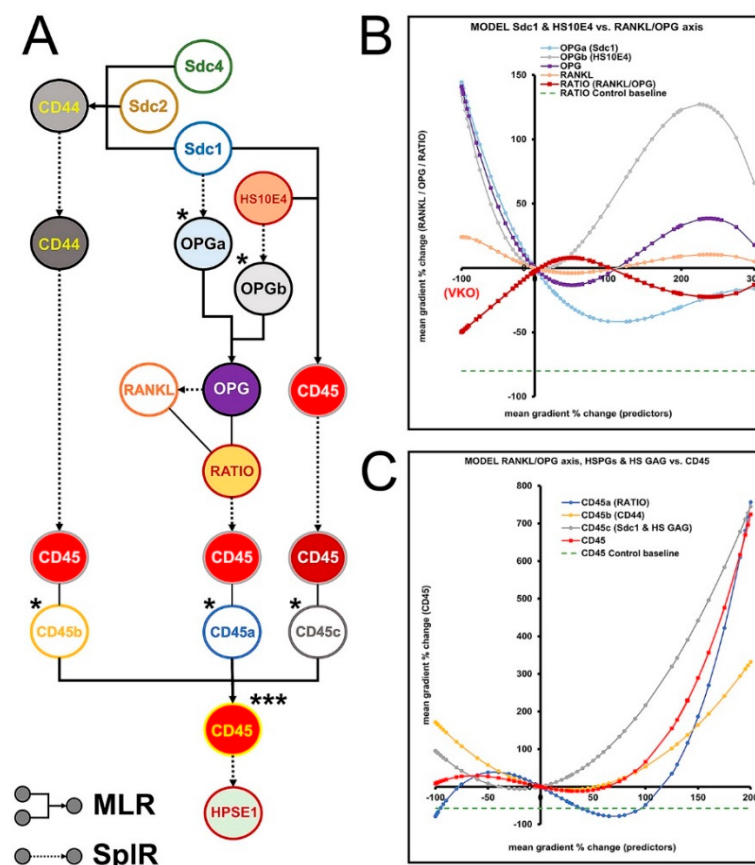 A
Sdc4
CD44
Sdc2
Sdc1
HS10E4
*
CD44
OPGa
*
OPGb
RANKL
OPG
CD45
RATIO
CD45
CD45
CD45
*
*
*
CD45b
CD45a
CD45c
***
CD45
HPSE1
MLR
SplR
B
MODEL Sdc1 & HS10E4 vs. RANKL/OPG axis
OPGa (Sdc1)
OPGb (HS10E4)
OPG
RANKL
RATIO (RANKL/OPG)
RATIO Control baseline
mean gradient % change (RANKL / OPG / RATIO)
150
100
50
0
-50
-100
-100
0
100
200
300
(VKO)
mean gradient % change (predictors)
C
MODEL RANKL/OPG axis, HSPGs & HS GAG vs. CD45
CD45a (RATIO)
CD45b (CD44)
CD45c (Sdc1 & HS GAG)
CD45
CD45 Control baseline
mean gradient % change (CD45)
800
700
600
500
400
300
200
100
0
-100
-100
-50
0
50
100
150
200
mean gradient % change (predictors)